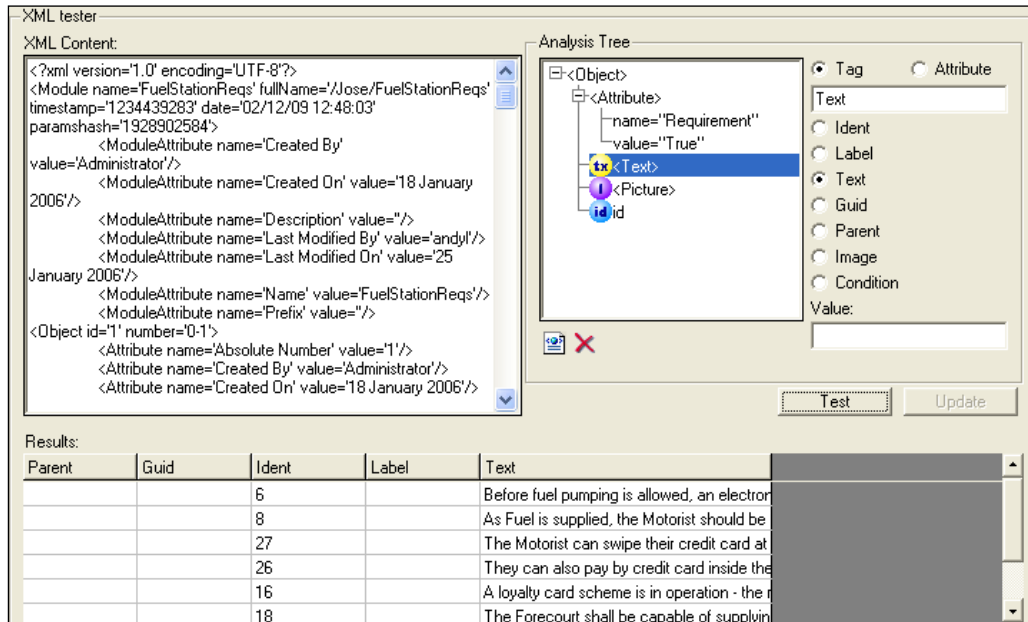 XML tester
XML Content:
<?xml version='1.0' encoding='UTF-8'?>
<Module name='FuelStationReqs' fullName='/Jose/FuelStationReqs'
timestamp='1234439283' date='02/12/09 12:48:03'
paramshash='1928902584'>
<ModuleAttribute name='Created By'
value='Administrator'/>
<ModuleAttribute name='Created On' value='18 January
2006'/>
<ModuleAttribute name='Description' value=''/>
<ModuleAttribute name='Last Modified By' value='andyl'/>
<ModuleAttribute name='Last Modified On' value='25
January 2006'/>
<ModuleAttribute name='Name' value='FuelStationReqs'/>
<ModuleAttribute name='Prefix' value=''/>
<Object id='1' number='0-1'>
<Attribute name='Absolute Number' value='1'/>
<Attribute name='Created By' value='Administrator'/>
<Attribute name='Created On' value='18 January 2006'/>
Analysis Tree
<Object>
<Attribute>
name="Requirement"
value="True"
tx <Text>
I <Picture>
id id
Tag Attribute
Text
Ident
Label
Text
Guid
Parent
Image
Condition
Value:
Test Update
Results:
Parent Guid Ident Label Text
6 Before fuel pumping is allowed, an electron
8 As Fuel is supplied, the Motorist should be
27 The Motorist can swipe their credit card at
26 They can also pay by credit card inside the
16 A loyalty card scheme is in operation - the
18 The Forecourt shall be capable of supplying